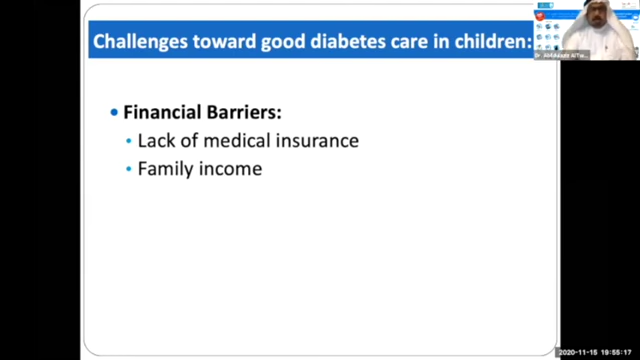 Challenges toward good diabetes care in children:
Financial Barriers:
Lack of medical insurance
Family income
2020-11-15 19:55:17